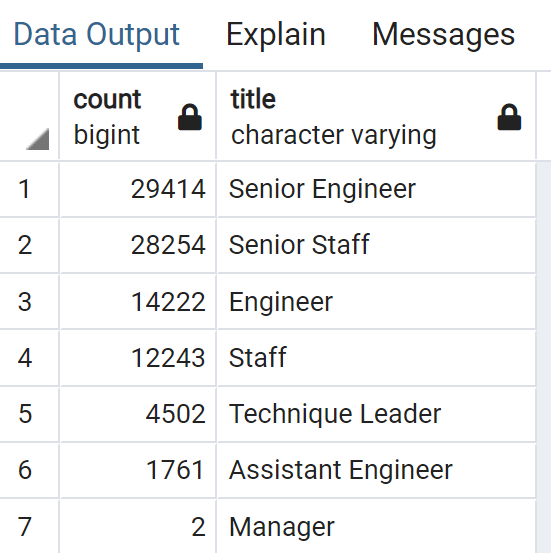 Data Output Explain Messages
count title
bigint character varying
1 29414 Senior Engineer
2 28254 Senior Staff
3 14222 Engineer
4 12243 Staff
5 4502 Technique Leader
6 1761 Assistant Engineer
7 2 Manager